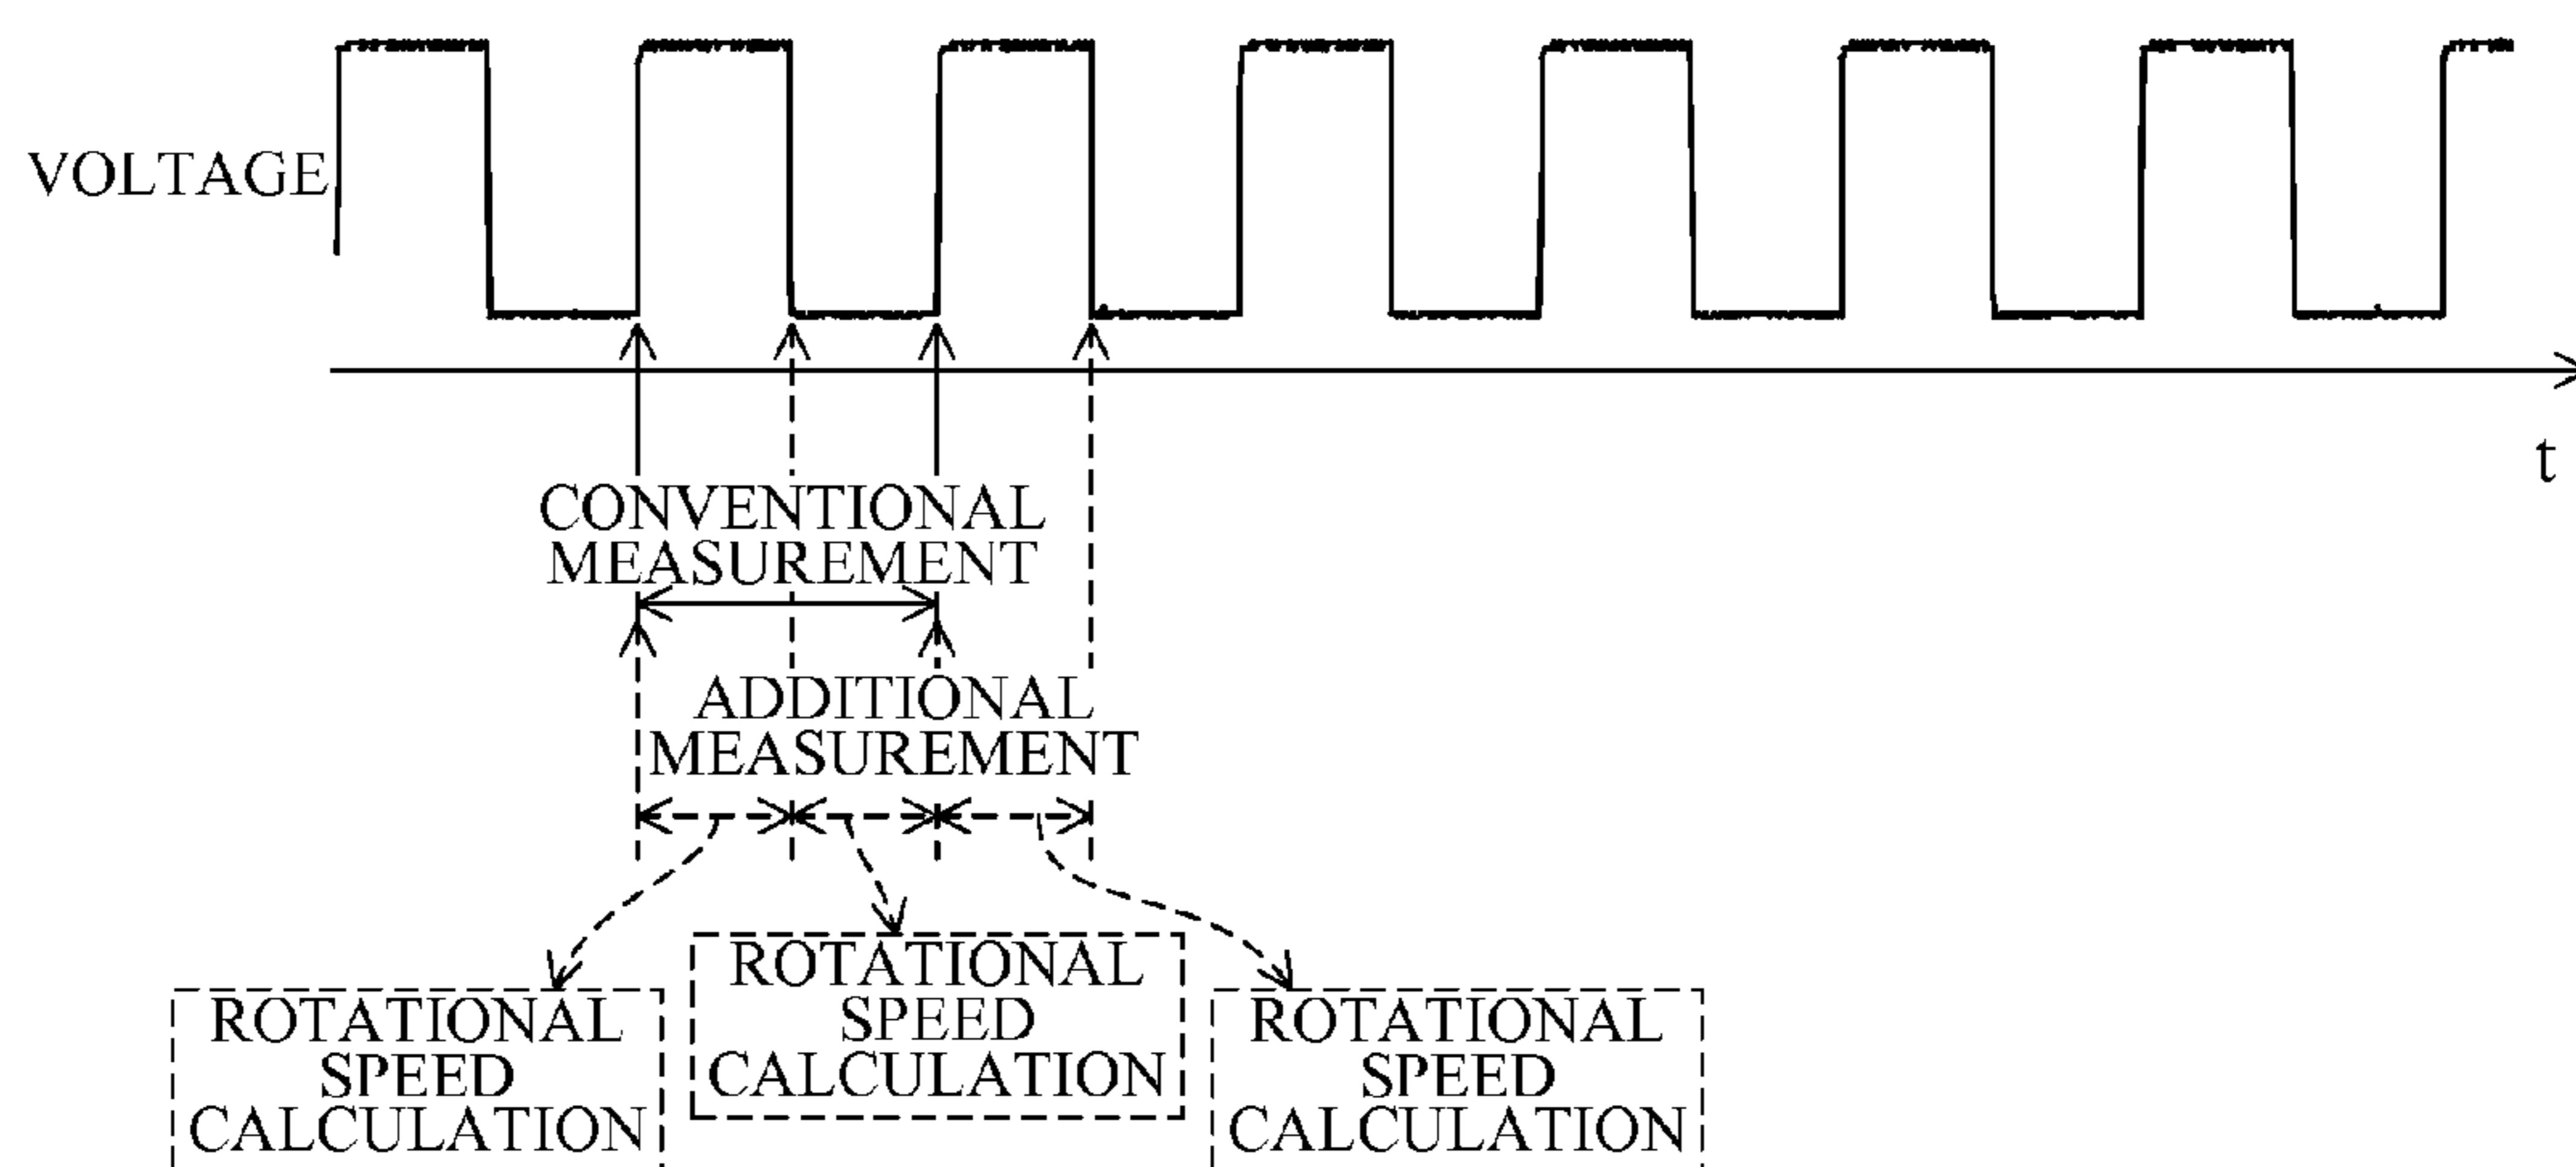 VOLTAGE
t
CONVENTIONAL
MEASUREMENT
ADDITIONAL
MEASUREMENT
ROTATIONAL
SPEED
CALCULATION
ROTATIONAL
SPEED
CALCULATION
ROTATIONAL
SPEED
CALCULATION